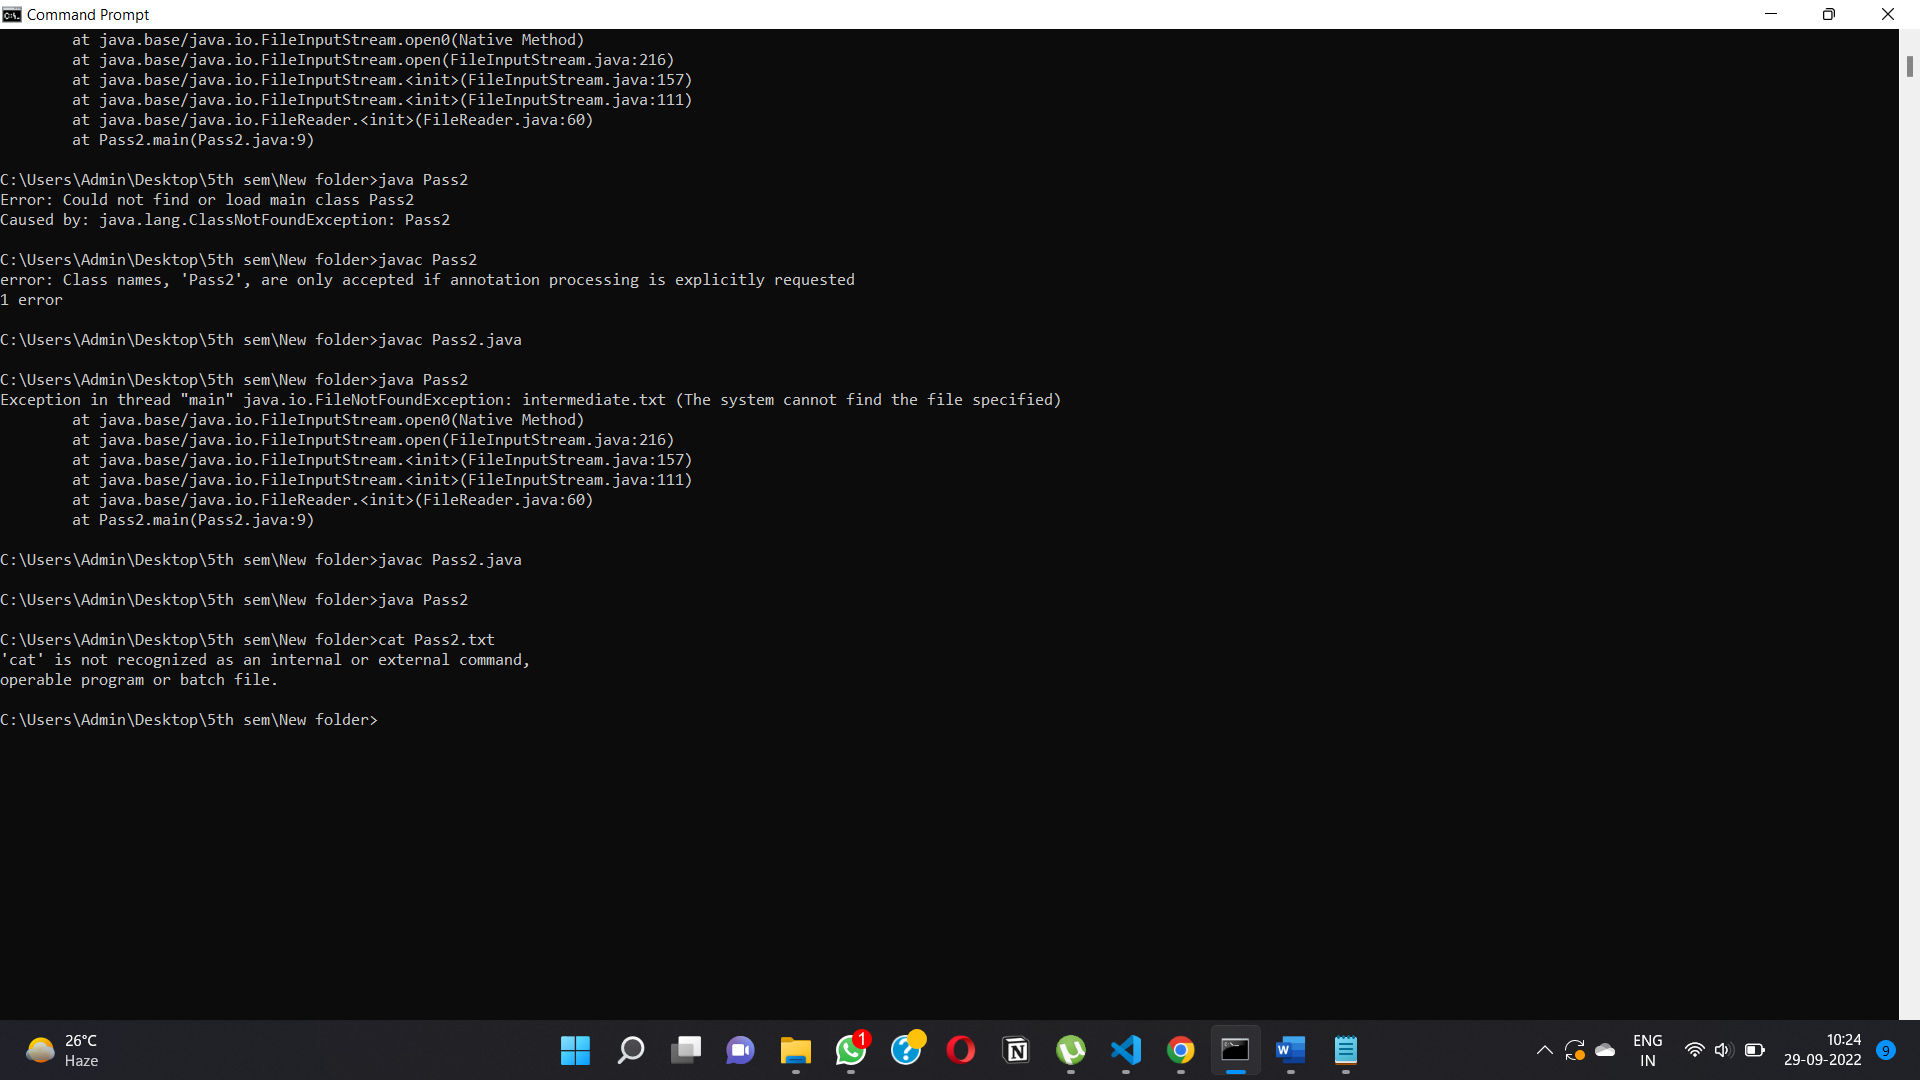 Command Prompt
at java.base/java.io.FileInputStream.open0(Native Method)
at java.base/java.io.FileInputStream.open(FileInputStream.java:216)
at java.base/java.io.FileInputStream.<init>(FileInputStream.java:157)
at java.base/java.io.FileInputStream.<init>(FileInputStream.java:111)
at java.base/java.io.FileReader.<init>(FileReader.java:60)
at Pass2.main(Pass2.java:9)
C:\Users\Admin\Desktop\5th sem\New folder>java Pass2
Error: Could not find or load main class Pass2
Caused by: java.lang.ClassNotFoundException: Pass2
C:\Users\Admin\Desktop\5th sem\New folder>javac Pass2
error: Class names, 'Pass2', are only accepted if annotation processing is explicitly requested
1 error
C:\Users\Admin\Desktop\5th sem\New folder>javac Pass2.java
C:\Users\Admin\Desktop\5th sem\New folder>java Pass2
Exception in thread "main" java.io.FileNotFoundException: intermediate.txt (The system cannot find the file specified)
at java.base/java.io.FileInputStream.open0(Native Method)
at java.base/java.io.FileInputStream.open(FileInputStream.java:216)
at java.base/java.io.FileInputStream.<init>(FileInputStream.java:157)
at java.base/java.io.FileInputStream.<init>(FileInputStream.java:111)
at java.base/java.io.FileReader.<init>(FileReader.java:60)
at Pass2.main(Pass2.java:9)
C:\Users\Admin\Desktop\5th sem\New folder>javac Pass2.java
C:\Users\Admin\Desktop\5th sem\New folder>java Pass2
C:\Users\Admin\Desktop\5th sem\New folder>cat Pass2.txt
'cat' is not recognized as an internal or external command,
operable program or batch file.
C:\Users\Admin\Desktop\5th sem\New folder>
26°C
Haze
1
ENG
IN
10:24
29-09-2022
9